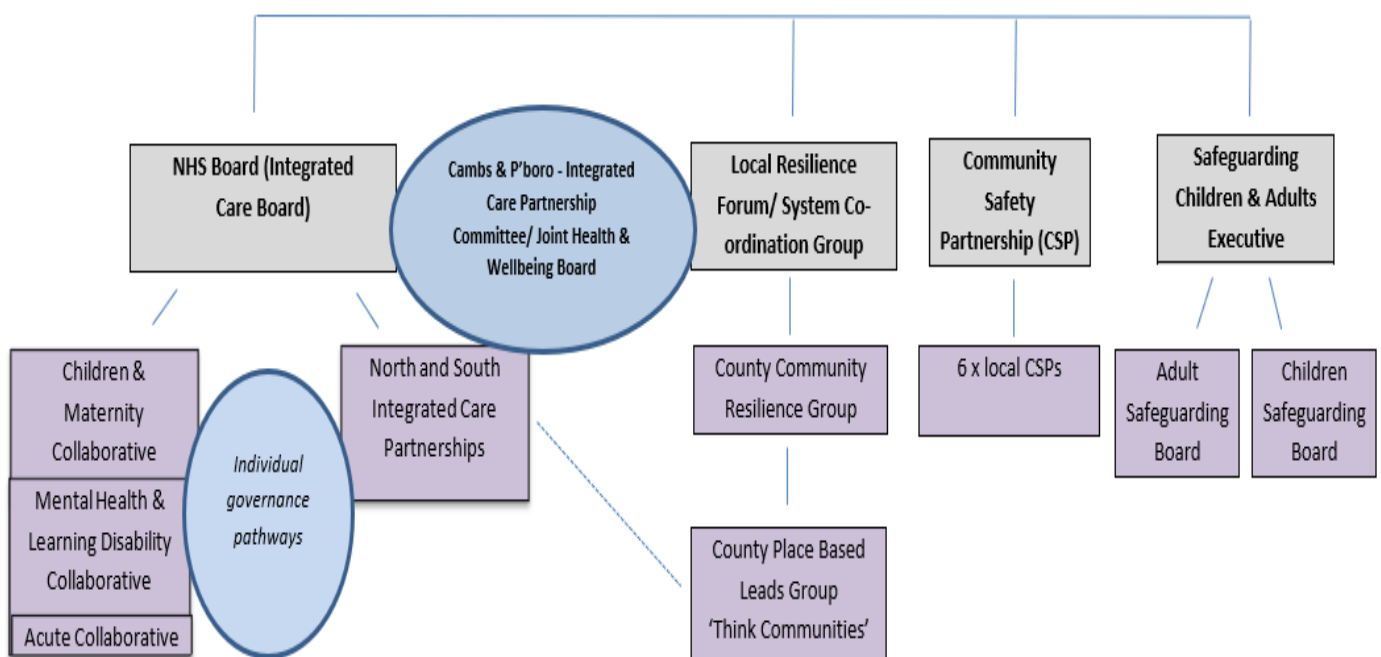 NHS Board (Integrated
Care Board)
Cambs & P'boro - Integrated
Care Partnership
Committee/ Joint Health &
Wellbeing Board
Local Resilience
Forum/ System Co-
ordination Group
Community
Safety
Partnership (CSP)
Safeguarding
Children & Adults
Executive
Children &
Maternity
Collaborative
Mental Health &
Learning Disability
Collaborative
Acute Collaborative
Individual
governance
pathways
North and South
Integrated Care
Partnerships
County Community
Resilience Group
County Place Based
Leads Group
‘Think Communities’
6 x local CSPs
Adult
Safeguarding
Board
Children
Safeguarding
Board